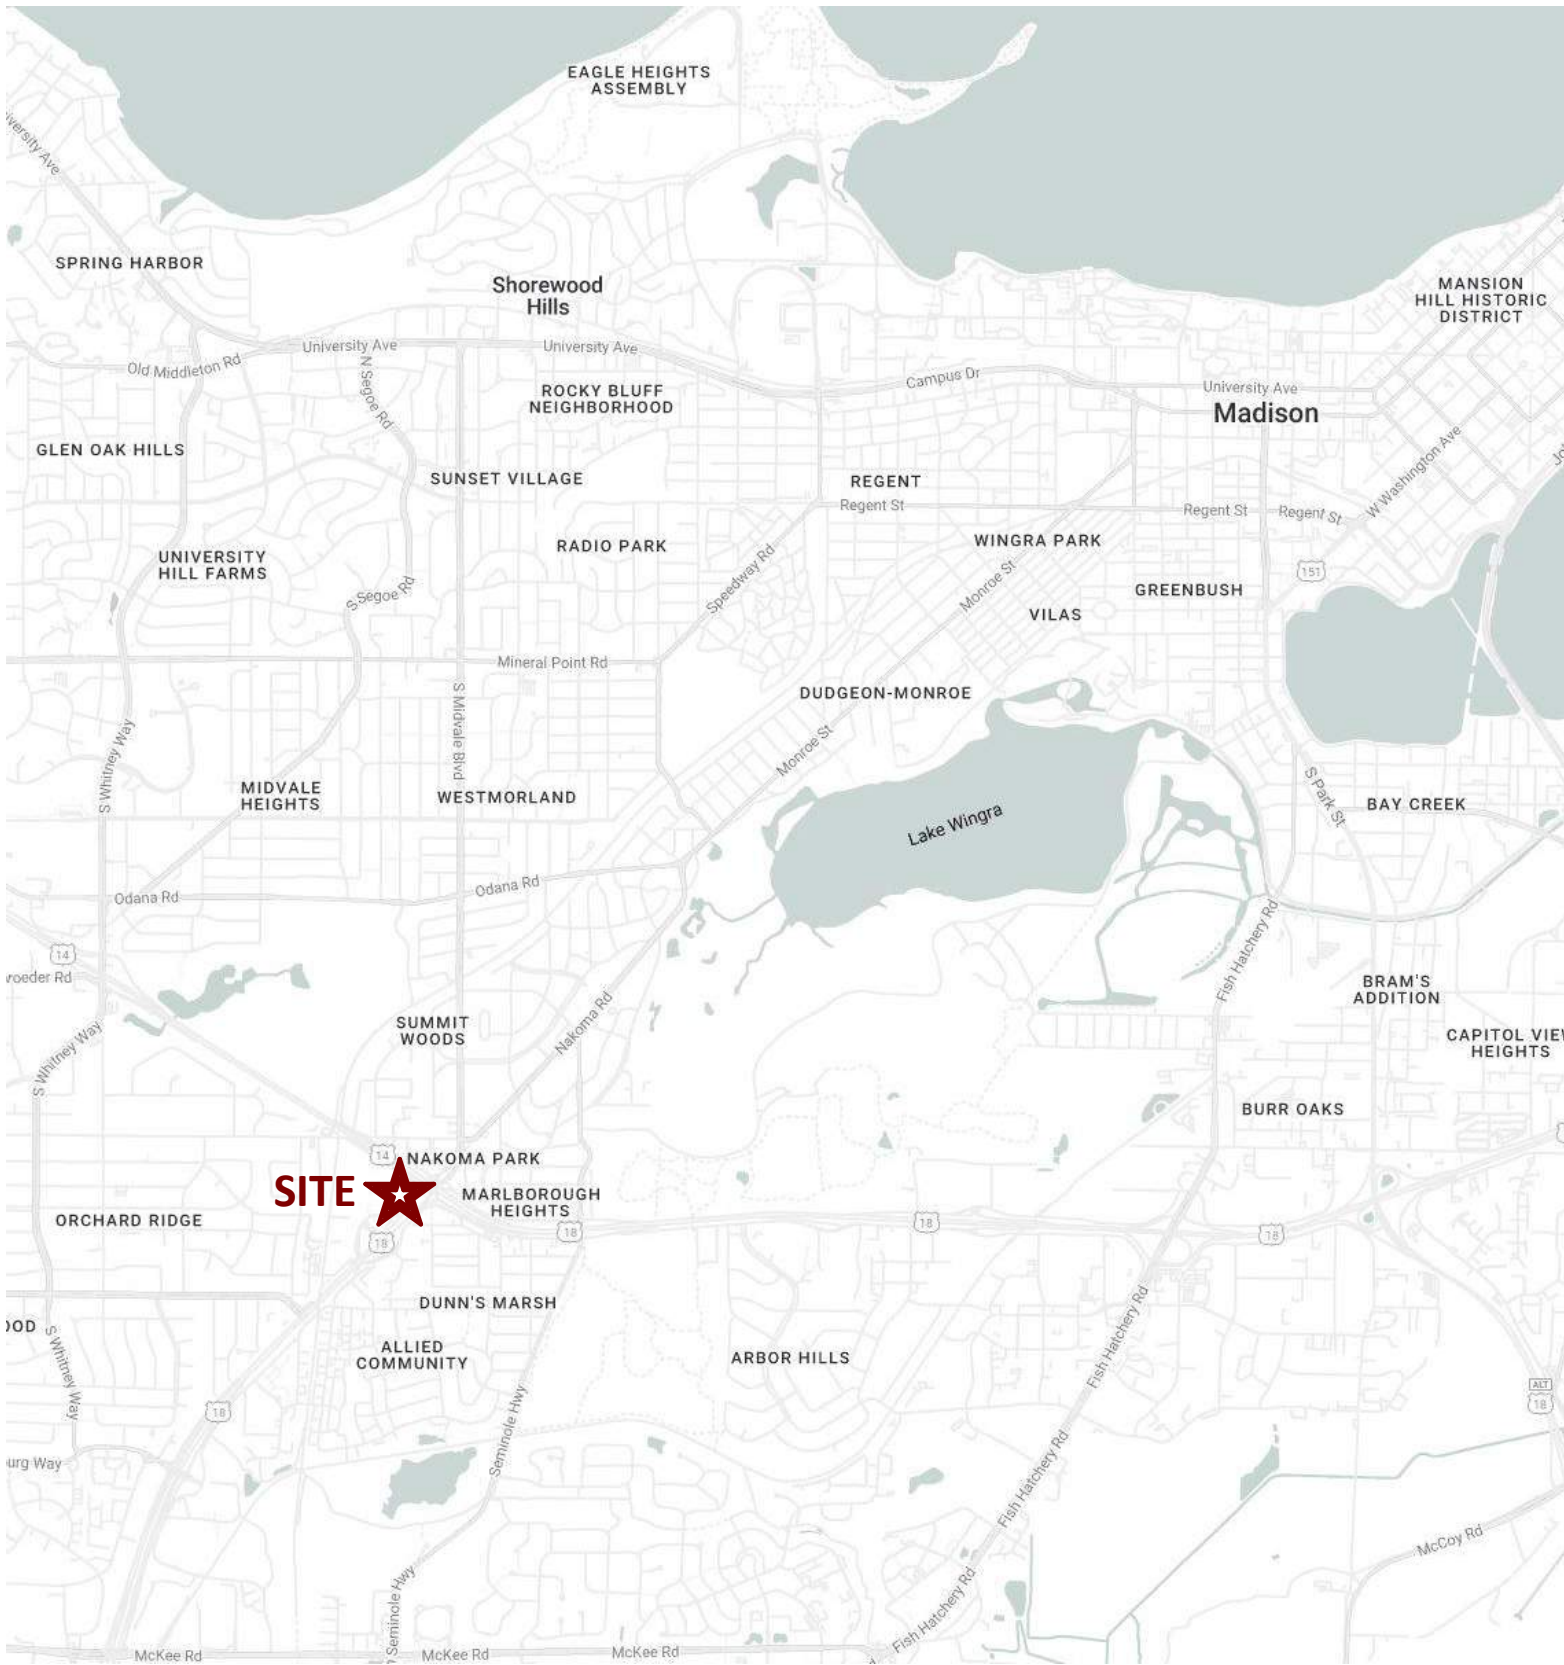 EAGLE HEIGHTS
ASSEMBLY
University Ave
SPRING HARBOR
Shorewood
Hills
MANSION
HILL HISTORIC
DISTRICT
University Ave
University Ave
Old Middleton Rd
N Segoe Rd
Campus Dr
University Ave
ROCKY BLUFF
NEIGHBORHOOD
Madison
GLEN OAK HILLS
SUNSET VILLAGE
REGENT
W Washington Ave
Regent St
Regent St
Regent St
RADIO PARK
WINGRA PARK
UNIVERSITY
HILL FARMS
151
S Segoe Rd
Speedway Rd
Monroe St
GREENBUSH
VILAS
Mineral Point Rd
DUDGEON-MONROE
S Midvale Blvd
S Whitney Way
Monroe St
MIDVALE
HEIGHTS
WESTMORLAND
S Park St
BAY CREEK
Lake Wingra
Odana Rd
Odana Rd
14
roeder Rd
Fish Hatchery Rd
BRAM'S
ADDITION
SUMMIT
WOODS
Nakoma Rd
CAPITOL VIE
HEIGHTS
S Whitney Way
BURR OAKS
14
NAKOMA PARK
SITE
MARLBOROUGH
HEIGHTS
ORCHARD RIDGE
18
18
18
18
DUNN'S MARSH
OOD
S Whitney Way
ALLIED
COMMUNITY
ARBOR HILLS
Fish Hatchery Rd
ALT
18
18
Seminole Hwy
urg Way
Fish Hatchery Rd
McCoy Rd
Seminole Hwy
Fish Hatchery Rd
McKee Rd
McKee Rd
McKee Rd